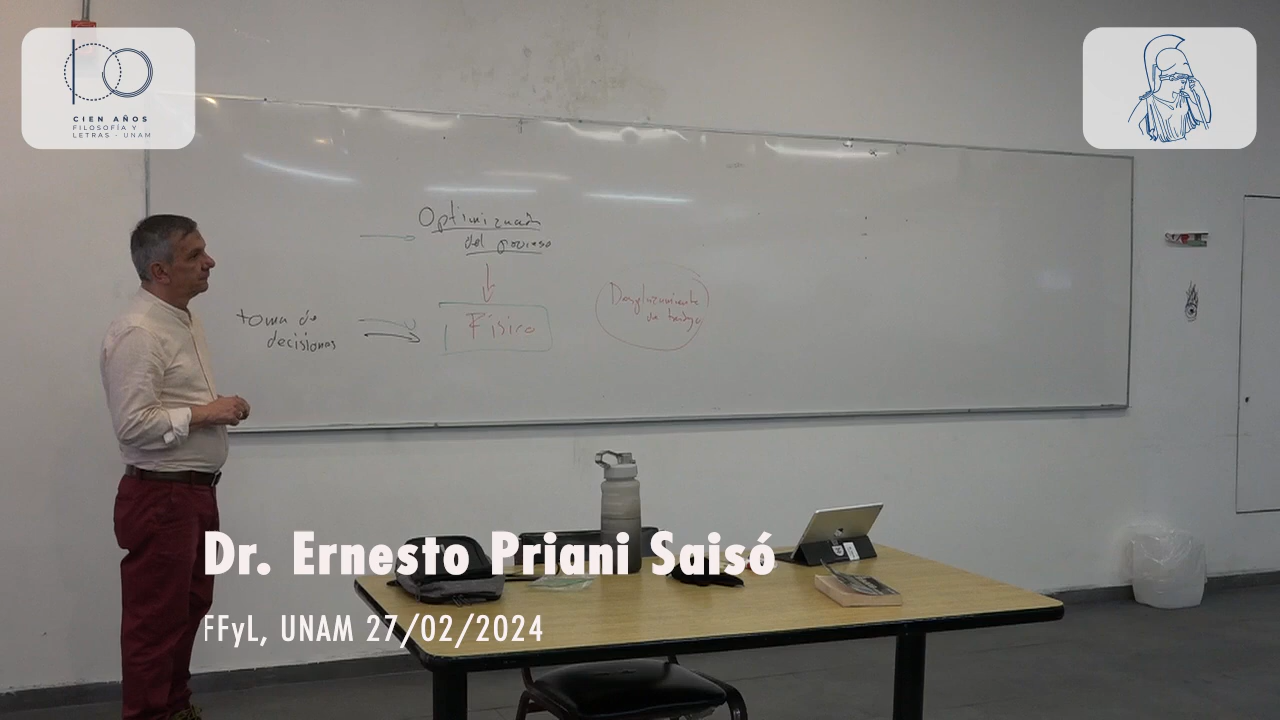 CIEN AÑOS
FILOSOFÍA Y
LETRAS - UNAM
Optimización
del proceso
toma de
decisiones
Físico
Desplazamiento
de trabajo
Dr. Ernesto Priani Saisó
FFyL, UNAM 27/02/2024